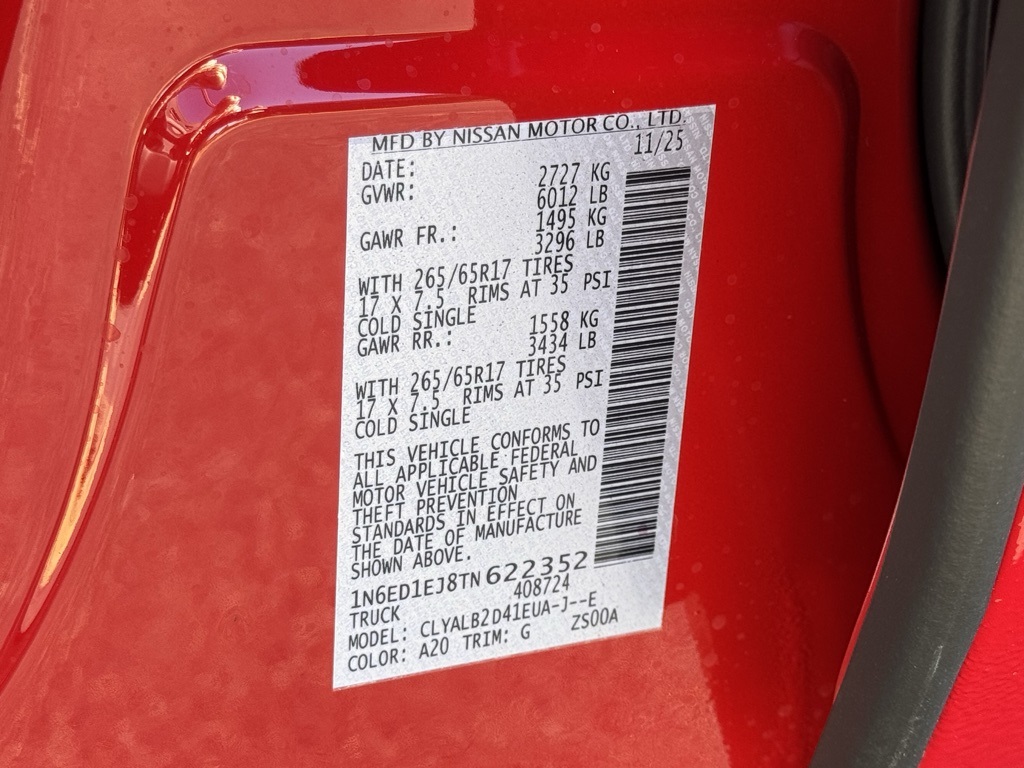 MFD BY NISSAN MOTOR CO., LTD.
DATE: 11/25
GVWR: 2727 KG
6012 LB
GAWR FR.: 1495 KG
3296 LB
WITH 265/65R17 TIRES
17 X 7.5 RIMS AT 35 PSI
COLD SINGLE
GAWR RR.: 1558 KG
3434 LB
WITH 265/65R17 TIRES
17 X 7.5 RIMS AT 35 PSI
COLD SINGLE
THIS VEHICLE CONFORMS TO
ALL APPLICABLE FEDERAL
MOTOR VEHICLE SAFETY AND
THEFT PREVENTION
STANDARDS IN EFFECT ON
THE DATE OF MANUFACTURE
SHOWN ABOVE.
1N6ED1EJ8TN622352
TRUCK 408724
MODEL: CLYALB2D41EUA-J--E
COLOR: A20 TRIM: G ZS00A